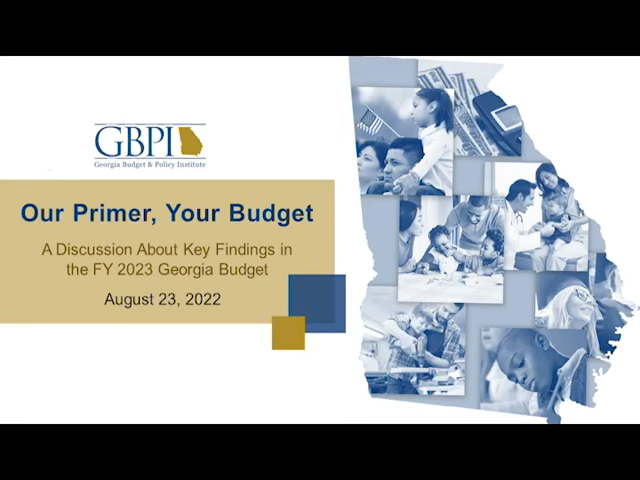 GBPI
Georgia Budget & Policy Institute
Our Primer, Your Budget
A Discussion About Key Findings in
the FY 2023 Georgia Budget
August 23, 2022